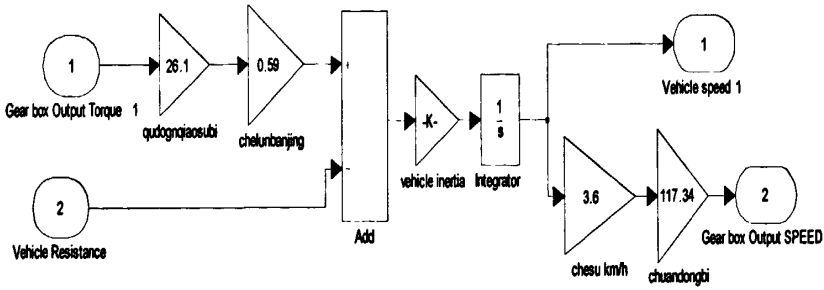 1
Gear box Output Torque 1
26.1
qudognqiaosubi
0.59
chelunbanjing
2
Vehicle Resistance
+
-
Add
-K-
vehicle inertia
1
s
Integrator
1
Vehicle speed 1
3.6
chesu km/h
117.34
chuandongbi
2
Gear box Output SPEED